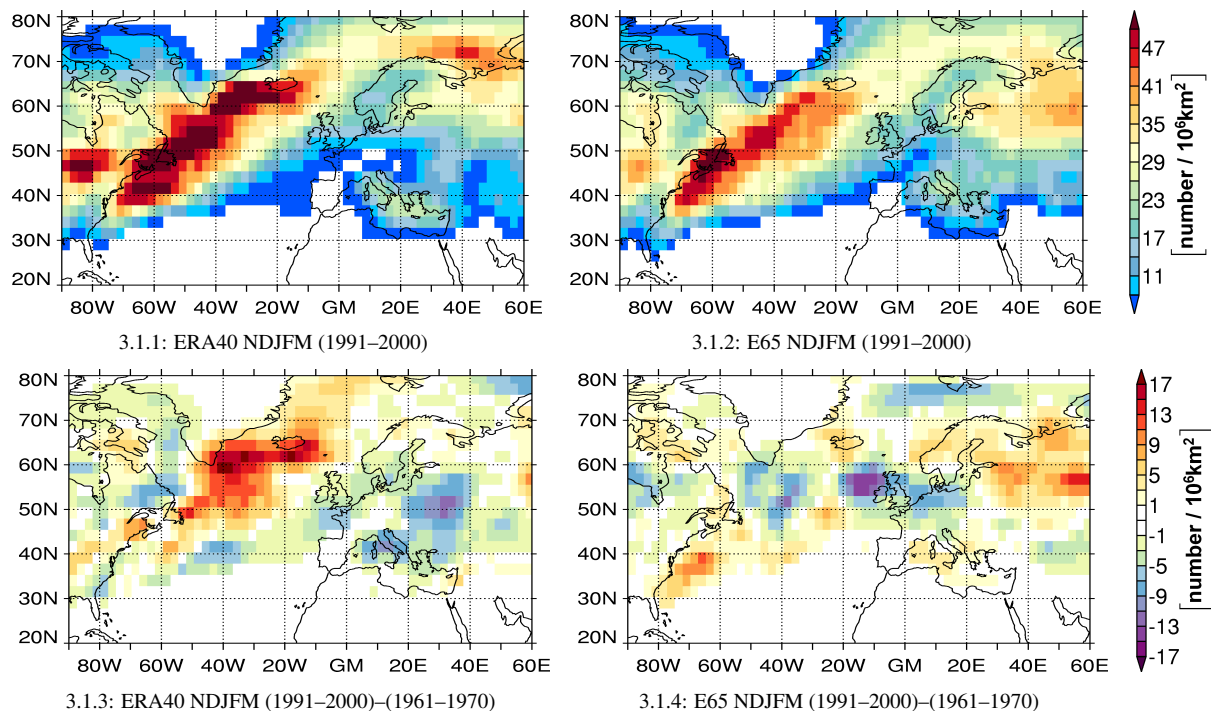 80N
70N
60N
50N
40N
30N
20N
80W 60W 40W 20W GM 20E 40E 60E
3.1.1: ERA40 NDJFM (1991–2000)
80N
70N
60N
50N
40N
30N
20N
80W 60W 40W 20W GM 20E 40E 60E
3.1.2: E65 NDJFM (1991–2000)
47
41
35
29
23
17
11
[number / 10⁶km²]
80N
70N
60N
50N
40N
30N
20N
80W 60W 40W 20W GM 20E 40E 60E
3.1.3: ERA40 NDJFM (1991–2000)–(1961–1970)
80N
70N
60N
50N
40N
30N
20N
80W 60W 40W 20W GM 20E 40E 60E
3.1.4: E65 NDJFM (1991–2000)–(1961–1970)
17
13
9
5
1
-1
-5
-9
-13
-17
[number / 10⁶km²]